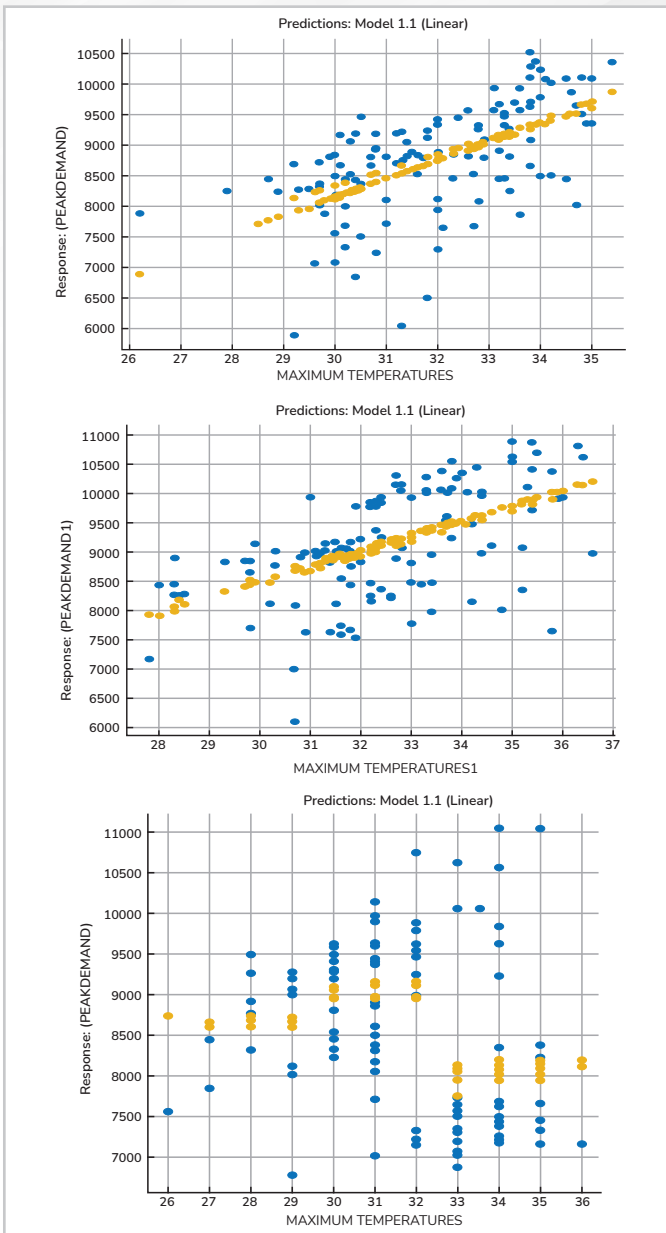 Predictions: Model 1.1 (Linear)
Response: (PEAKDEMAND)
10500
10000
9500
9000
8500
8000
7500
7000
6500
6000
26 27 28 29 30 31 32 33 34 35
MAXIMUM TEMPERATURES
Predictions: Model 1.1 (Linear)
Response: (PEAKDEMAND1)
11000
10500
10000
9500
9000
8500
8000
7500
7000
6500
6000
28 29 30 31 32 33 34 35 36 37
MAXIMUM TEMPERATURES1
Predictions: Model 1.1 (Linear)
Response: (PEAKDEMAND)
11000
10500
10000
9500
9000
8500
8000
7500
7000
26 27 28 29 30 31 32 33 34 35 36
MAXIMUM TEMPERATURES